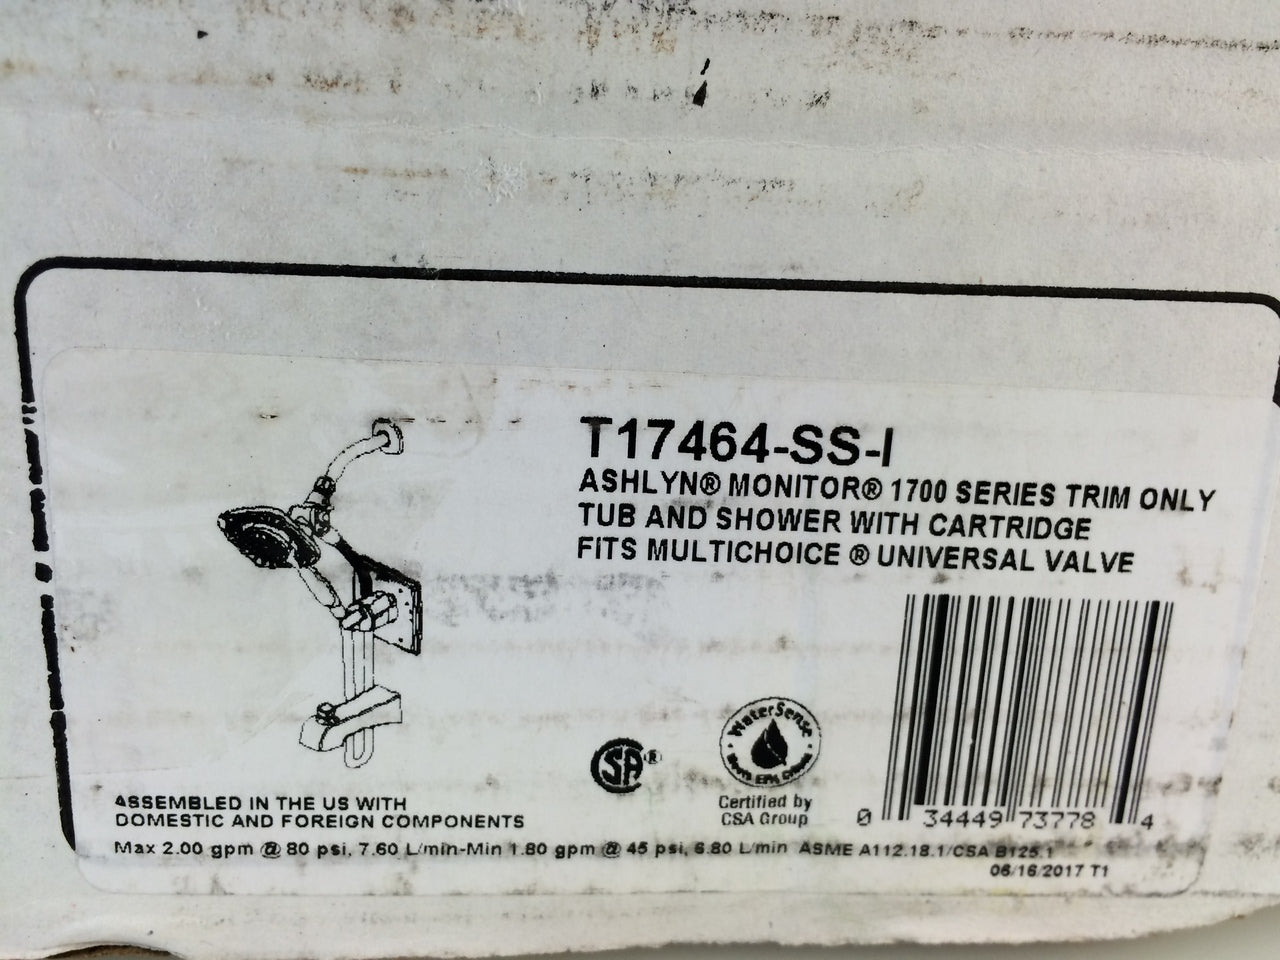 T17464-SS-I
ASHLYN® MONITOR® 1700 SERIES TRIM ONLY
TUB AND SHOWER WITH CARTRIDGE
FITS MULTICHOICE ® UNIVERSAL VALVE
SA®
WaterSense
Certified by
CSA Group
0 34449 73778 4
ASSEMBLED IN THE US WITH
DOMESTIC AND FOREIGN COMPONENTS
Max 2.00 gpm @ 80 psi, 7.60 L/min-Min 1.80 gpm @ 45 psi, 6.80 L/min ASME A112.18.1/CSA B125.1
06/16/2017 T1